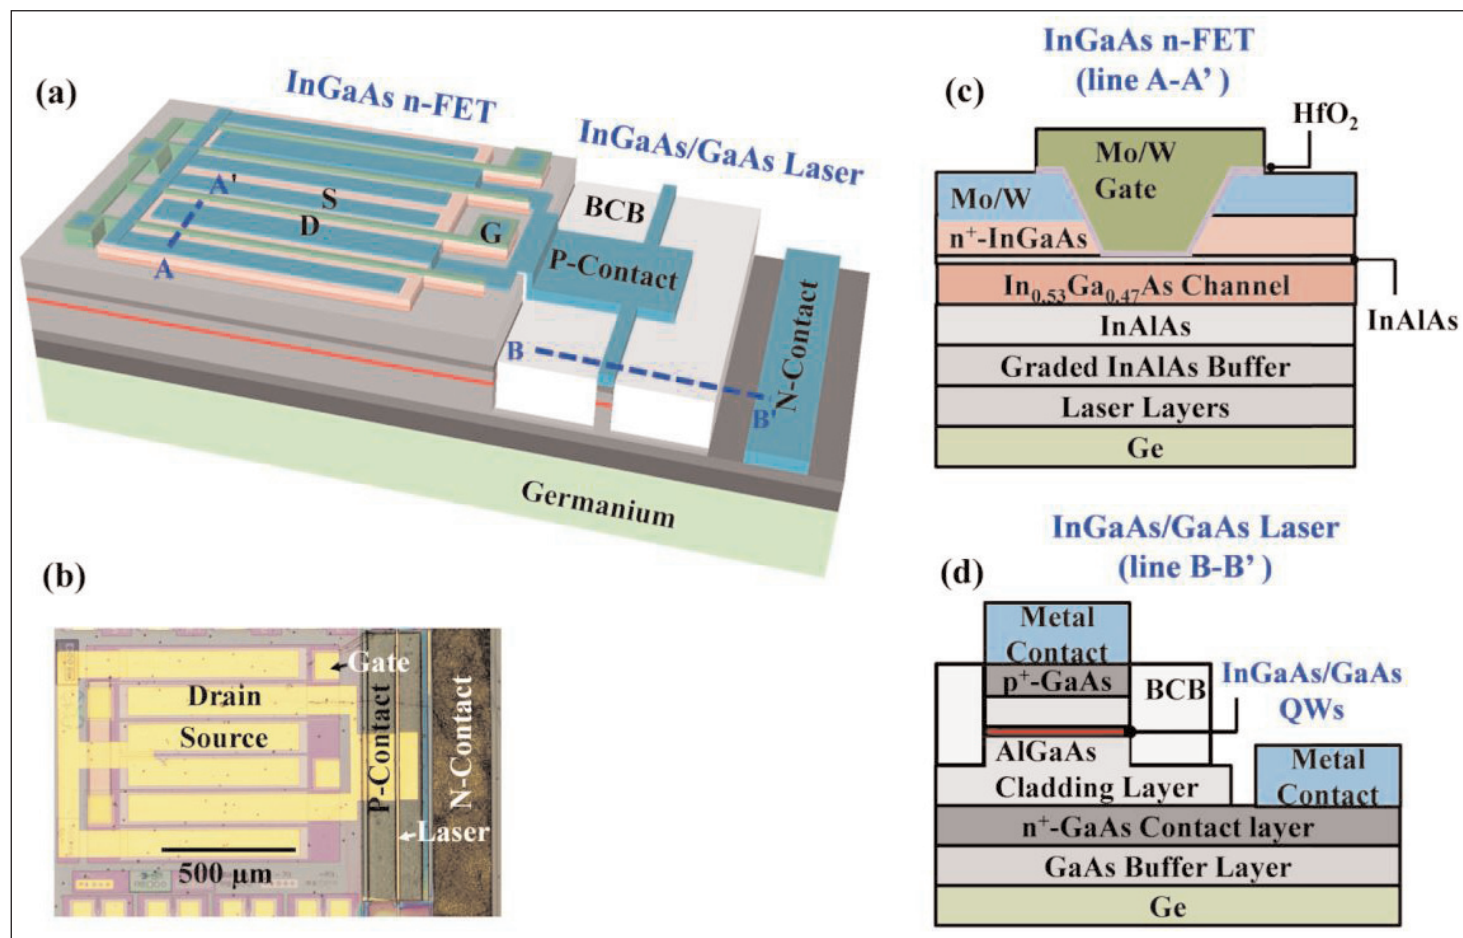 (a)
InGaAs n-FET
InGaAs/GaAs Laser
A'
S
D
A
G
BCB
P-Contact
N-Contact
B
B'
Germanium
(b)
Gate
Drain
Source
P-Contact
N-Contact
Laser
500 μm
InGaAs n-FET
(line A-A’ )
(c)
HfO₂
Mo/W
Gate
Mo/W
n⁺-InGaAs
In₀.₅₃Ga₀.₄₇As Channel
InAlAs
InAlAs
Graded InAlAs Buffer
Laser Layers
Ge
InGaAs/GaAs Laser
(line B-B’ )
(d)
Metal
Contact
p⁺-GaAs
BCB
InGaAs/GaAs
QWs
AlGaAs
Cladding Layer
Metal
Contact
n⁺-GaAs Contact layer
GaAs Buffer Layer
Ge